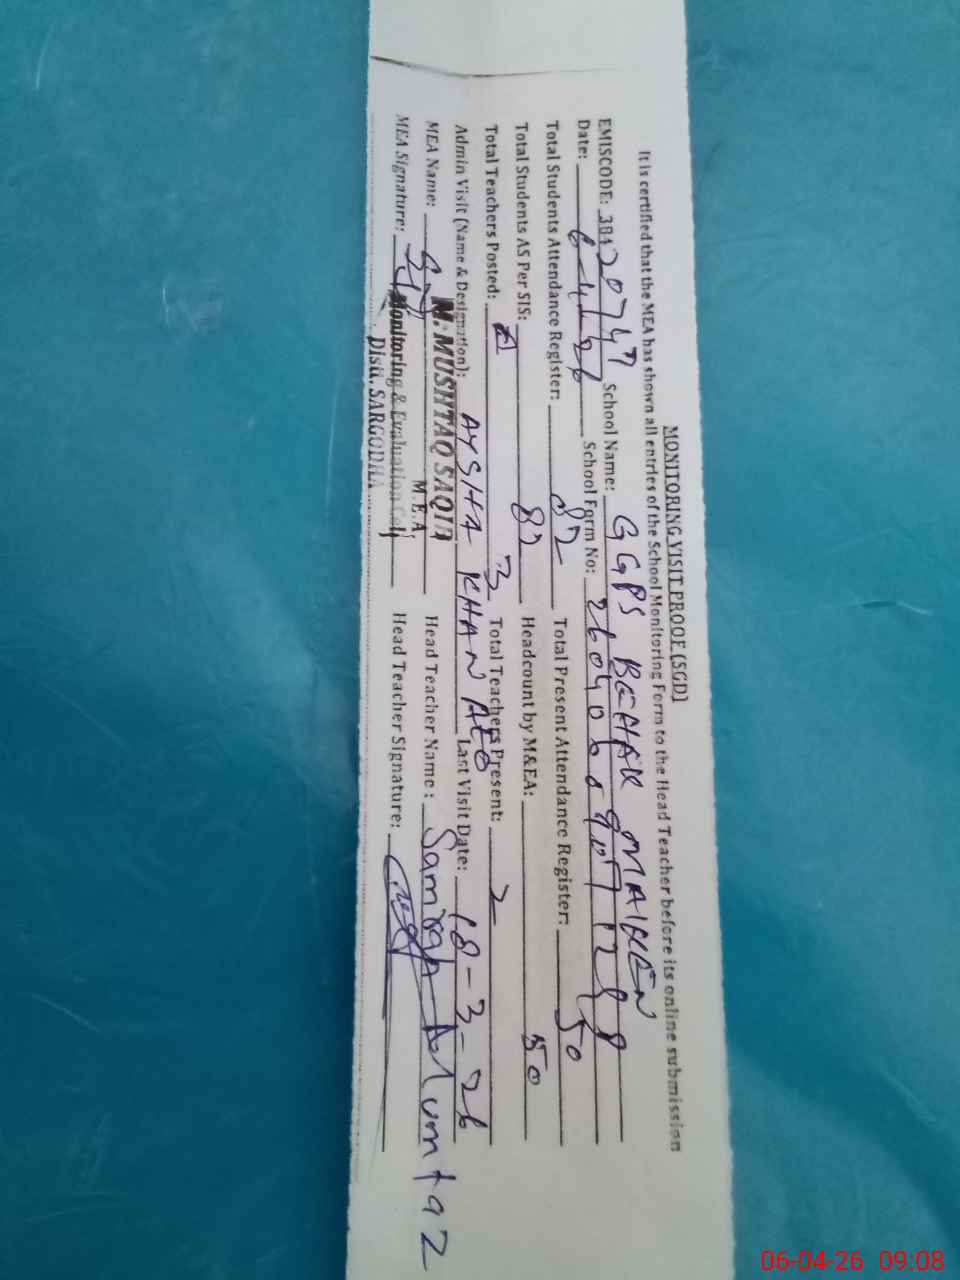 MONITORING VISIT PROOF (SGD)
It is certified that the MEA has shown all entries of the School Monitoring Form to the Head Teacher before its online submission
EMISCODE: 384 School Name: GGPS BEHAK MAIKEN
Date: 6-4-26 School Form No:
Total Students Attendance Register: 82 Total Present Attendance Register: 50
Total Students AS Per SIS: 82 Headcount by M&EA: 50
Total Teachers Posted: 3 Total Teachers Present: 2
Admin Visit (Name & Designation): AYSHA KHAN AEO Last Visit Date: 18-3-26
MEA Name: M. MUSHTAQ SAQIB Head Teacher Name: Mumtaz
M.E.A.
MEA Signature: Monitoring & Evaluation Cell Head Teacher Signature:
Distt. SARGODHA
06-04-26 09:08